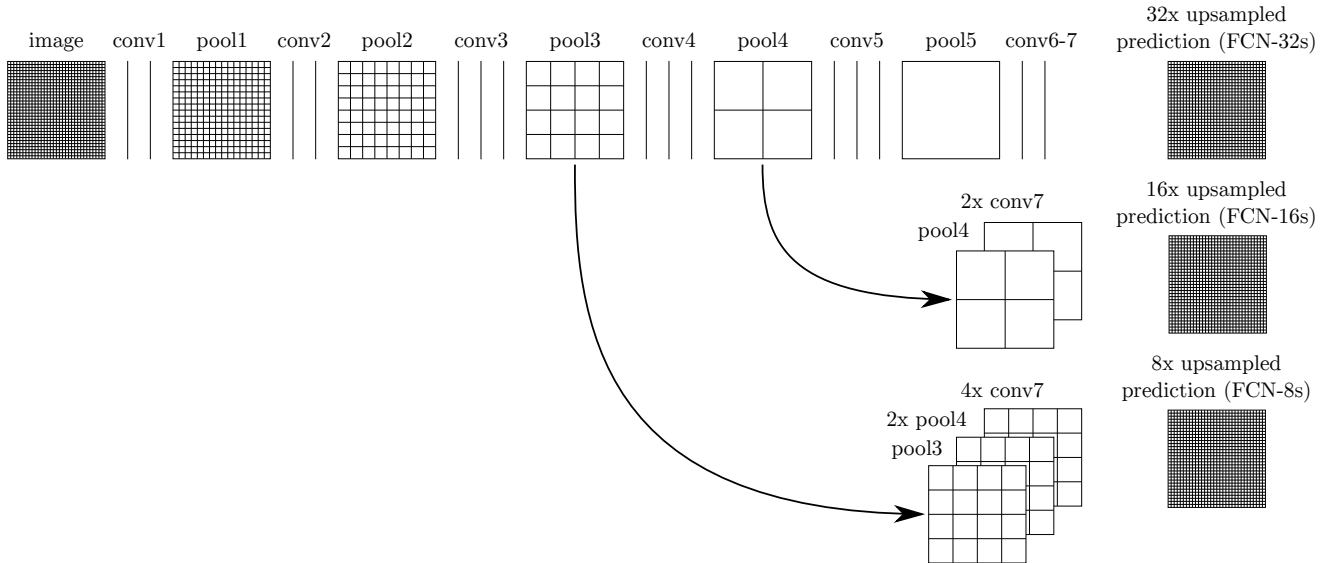 image conv1 pool1 conv2 pool2 conv3 pool3 conv4 pool4 conv5 pool5 conv6-7
32x upsampled
prediction (FCN-32s)
2x conv7
pool4
16x upsampled
prediction (FCN-16s)
4x conv7
2x pool4
pool3
8x upsampled
prediction (FCN-8s)